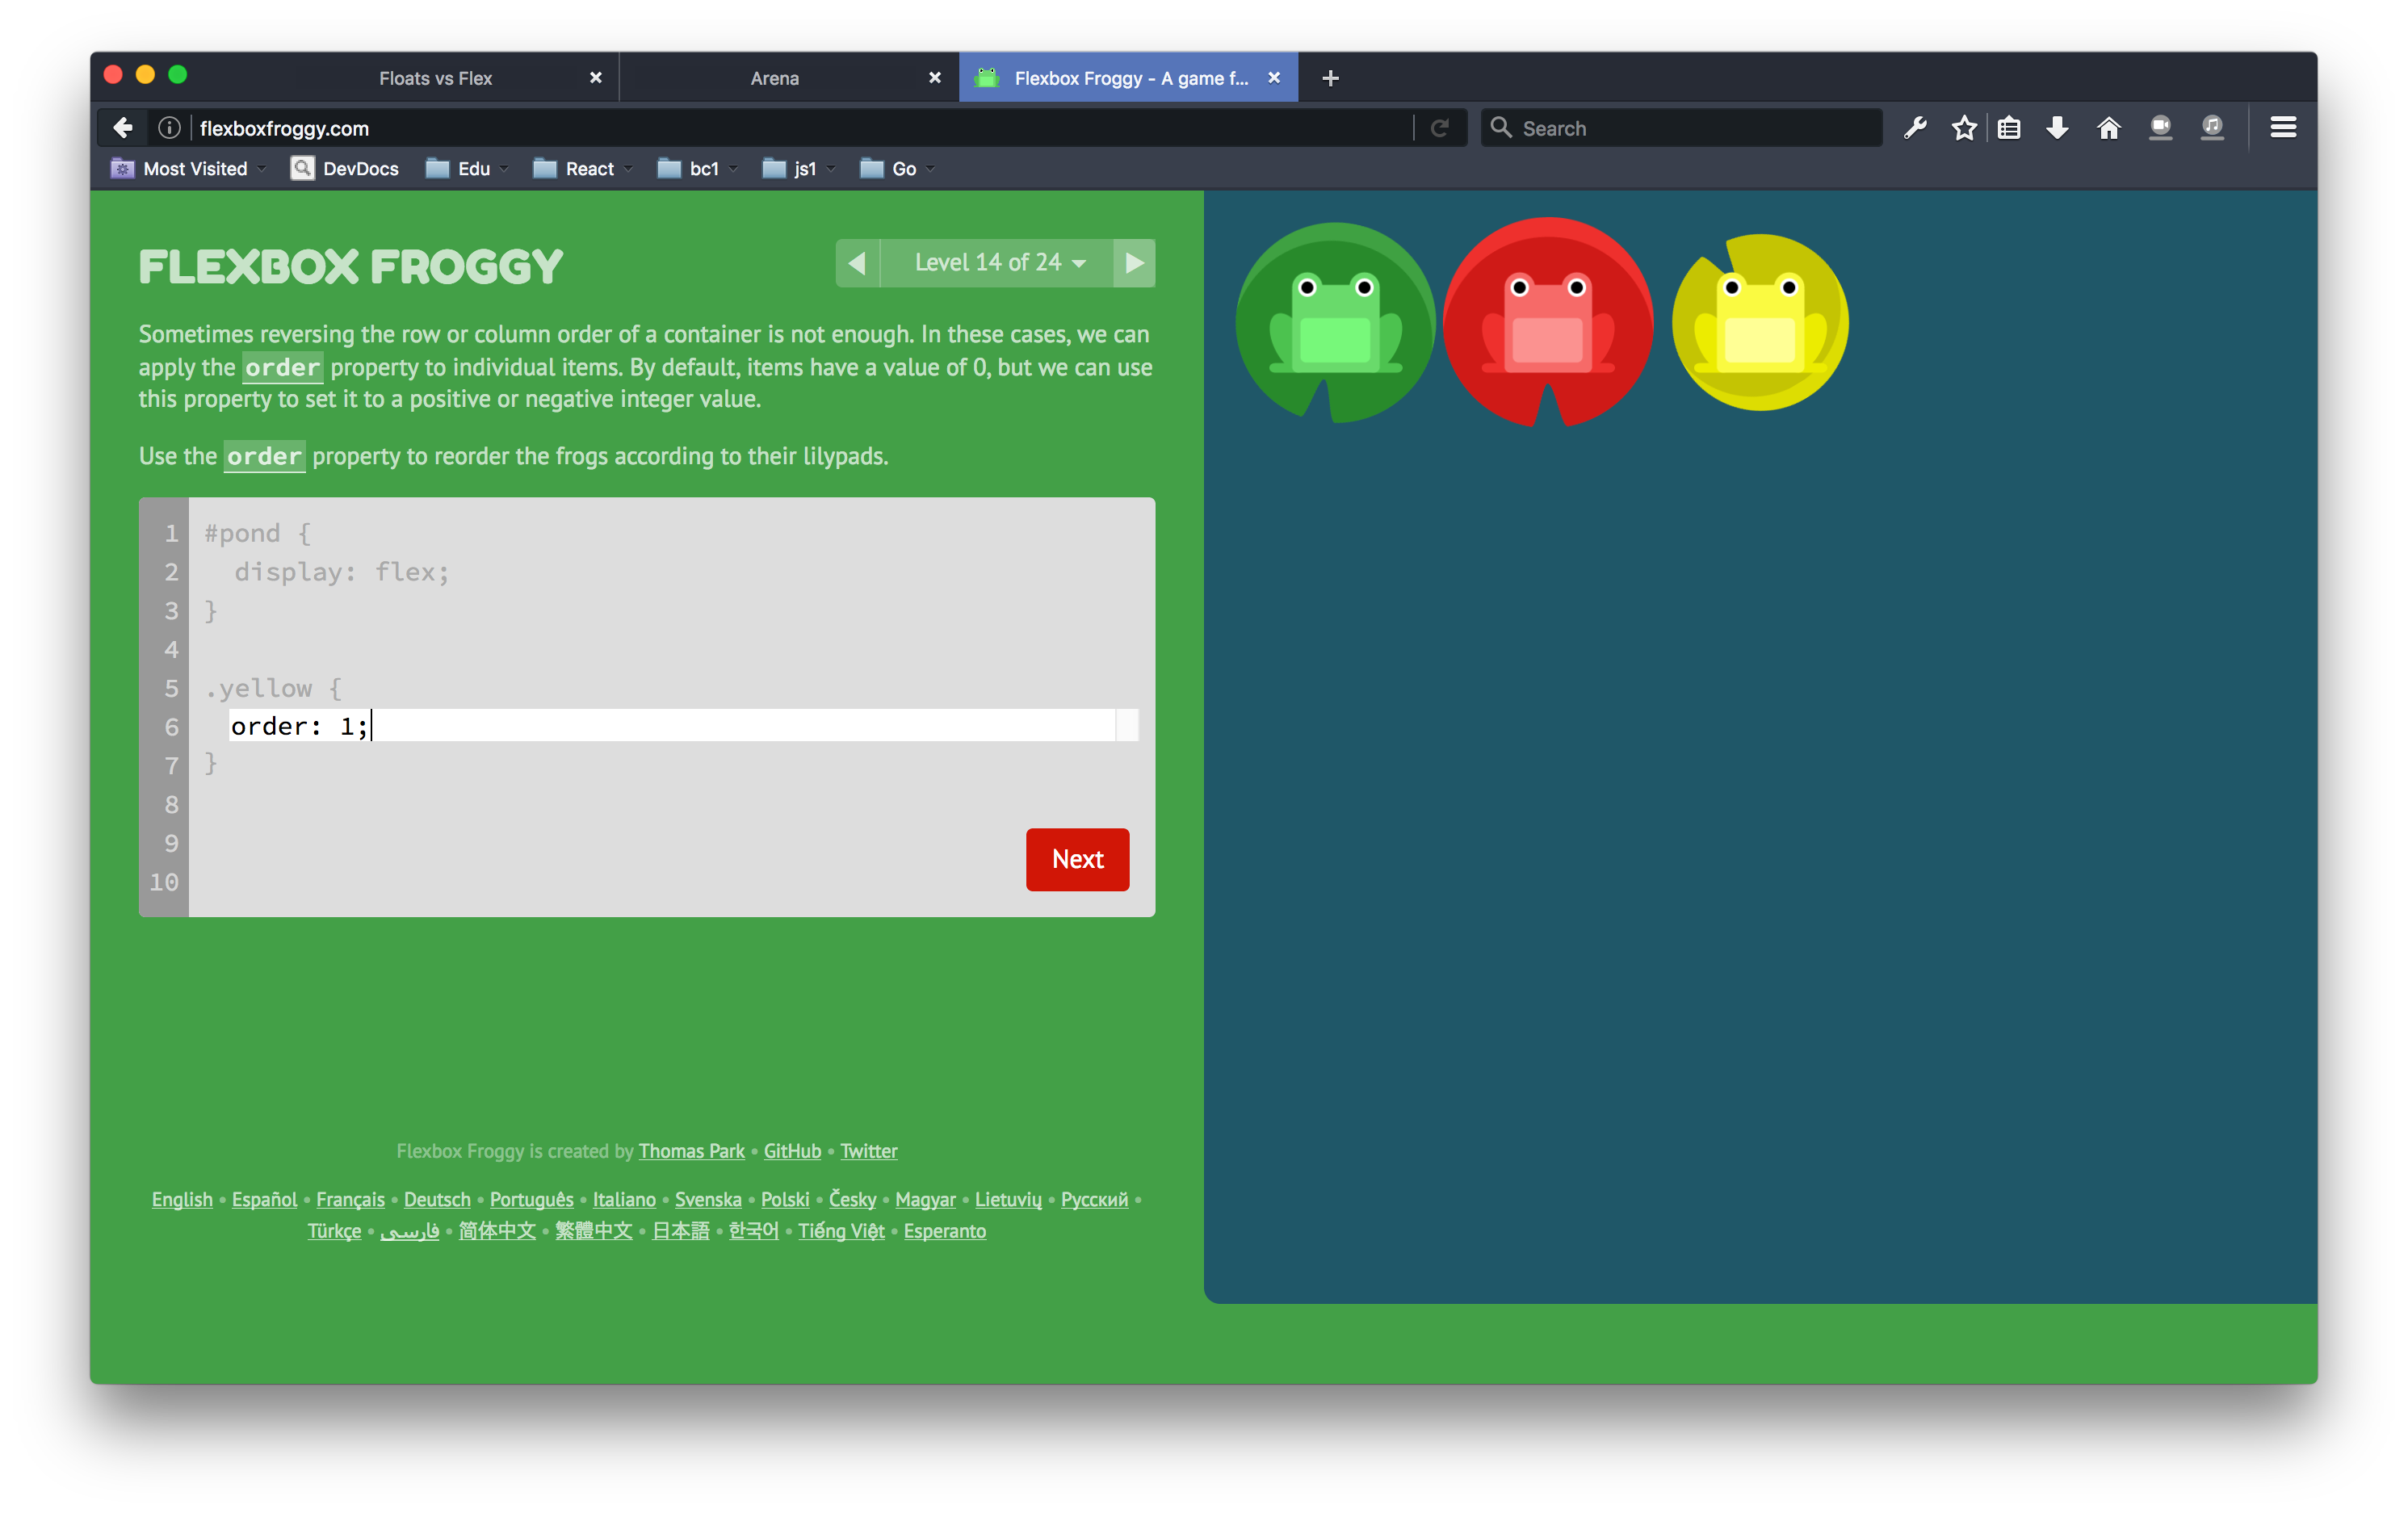 Floats vs Flex
Arena
Flexbox Froggy - A game f...
flexboxfroggy.com
Search
Most Visited
DevDocs
Edu
React
bc1
js1
Go
FLEXBOX FROGGY
Level 14 of 24
Sometimes reversing the row or column order of a container is not enough. In these cases, we can
apply the order property to individual items. By default, items have a value of 0, but we can use
this property to set it to a positive or negative integer value.
Use the order property to reorder the frogs according to their lilypads.
1 #pond {
2 display: flex;
3 }
4
5 .yellow {
6 order: 1;
7 }
8
9
10
Next
Flexbox Froggy is created by Thomas Park • GitHub • Twitter
English • Español • Français • Deutsch • Português • Italiano • Svenska • Polski • Česky • Magyar • Lietuvių • Русский •
Türkçe • فارسی • 简体中文 • 繁體中文 • 日本語 • 한국어 • Tiếng Việt • Esperanto